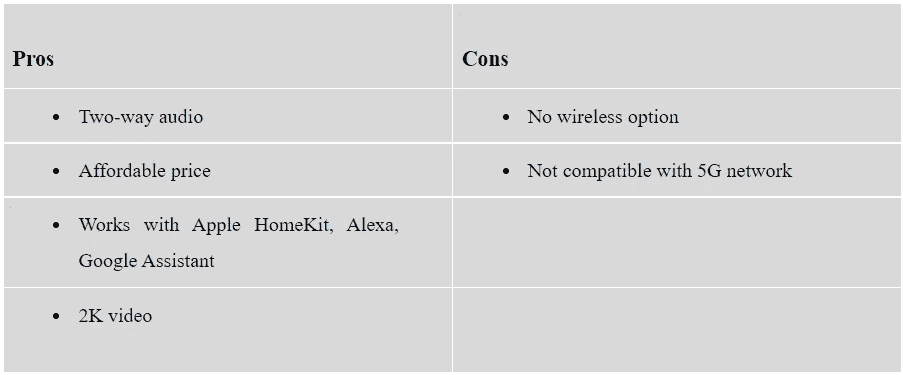 Pros
Cons
• Two-way audio
• No wireless option
• Affordable price
• Not compatible with 5G network
• Works with Apple HomeKit, Alexa,
Google Assistant
• 2K video